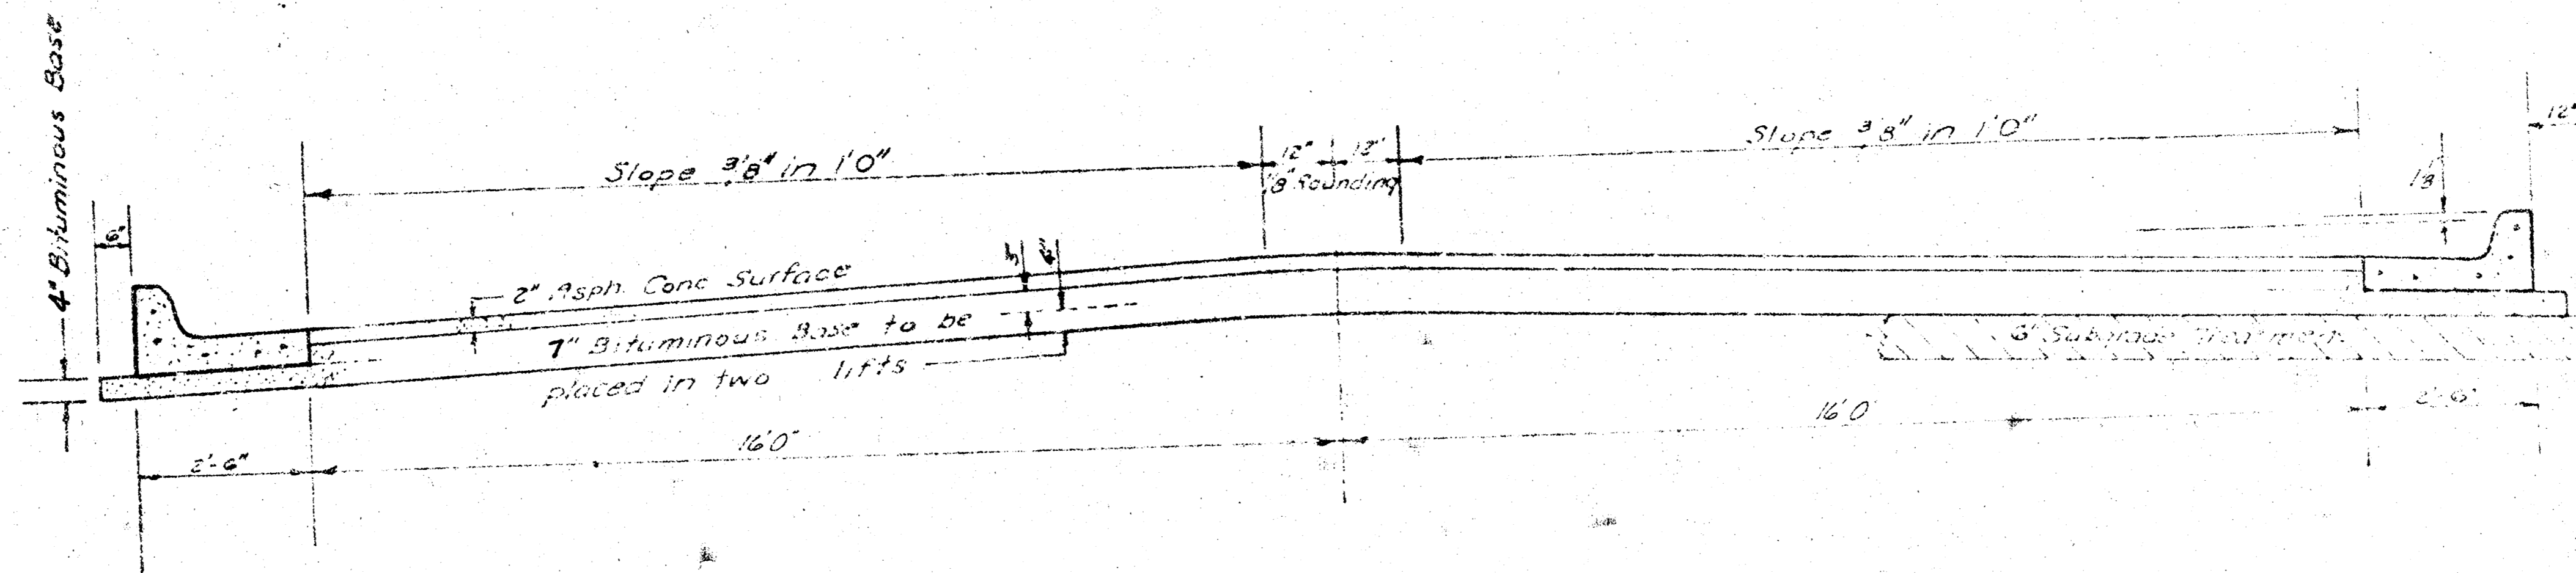 4" Bituminous Base
Slope 3/8" in 1'0"
12" 12"
1/8" Rounding
Slope 3/8" in 1'0"
12"
6"
2" Asph. Conc Surface
3" 4"
7" Bituminous Base to be
placed in two lifts
6" Subgrade Treatment
2'-6"
16'0"
16'0
2'-6"